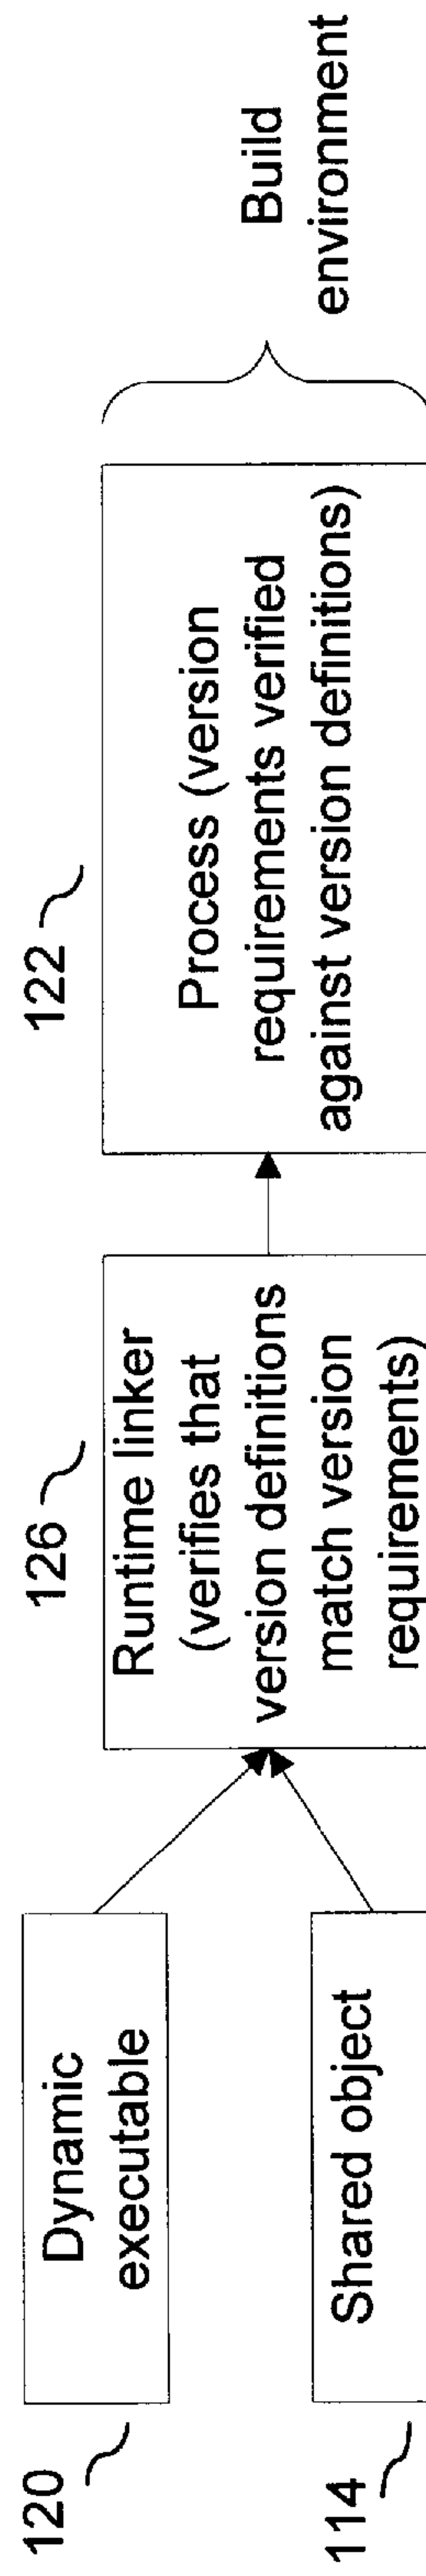 120
Dynamic
executable
114
Shared object
126
Runtime linker
(verifies that
version definitions
match version
requirements)
122
Process (version
requirements verified
against version definitions)
Build
environment